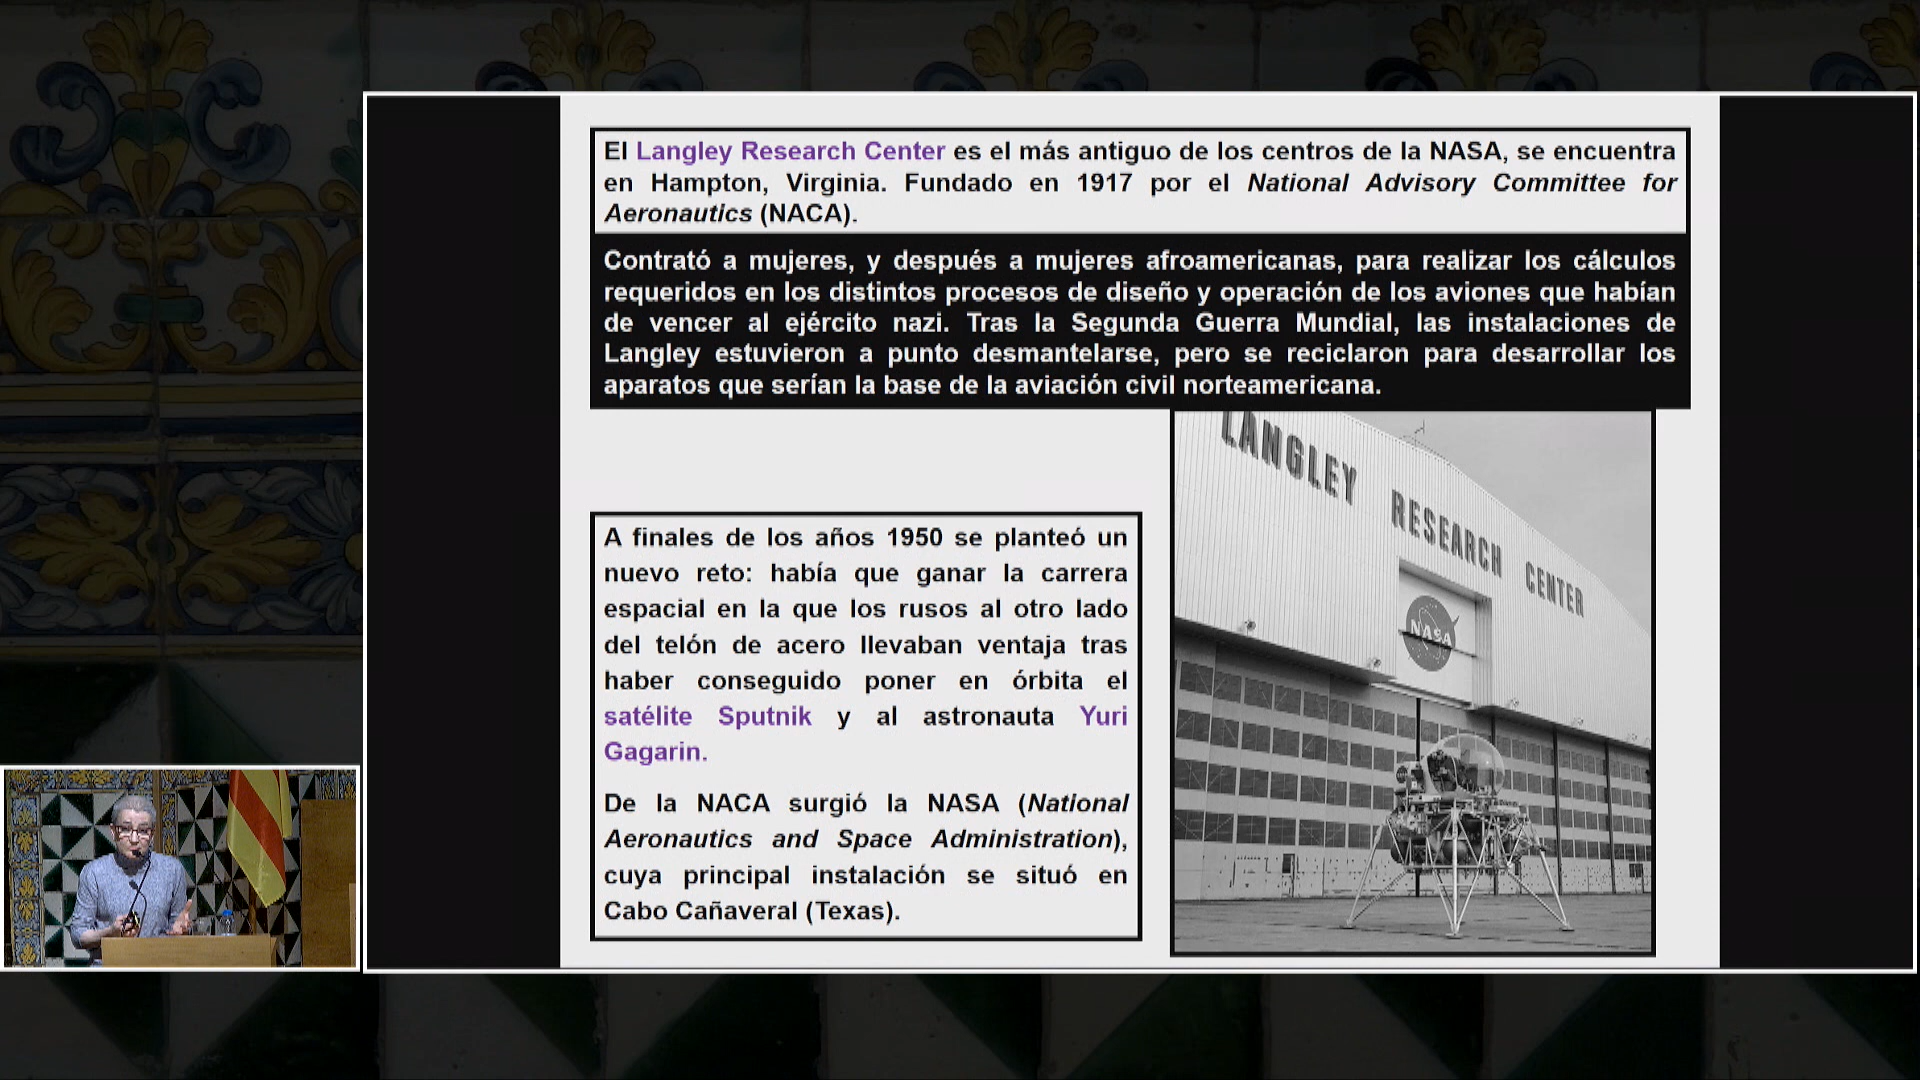 El Langley Research Center es el más antiguo de los centros de la NASA, se encuentra
en Hampton, Virginia. Fundado en 1917 por el National Advisory Committee for
Aeronautics (NACA).
Contrató a mujeres, y después a mujeres afroamericanas, para realizar los cálculos
requeridos en los distintos procesos de diseño y operación de los aviones que habían
de vencer al ejército nazi. Tras la Segunda Guerra Mundial, las instalaciones de
Langley estuvieron a punto desmantelarse, pero se reciclaron para desarrollar los
aparatos que serían la base de la aviación civil norteamericana.
A finales de los años 1950 se planteó un
nuevo reto: había que ganar la carrera
espacial en la que los rusos al otro lado
del telón de acero llevaban ventaja tras
haber conseguido poner en órbita el
satélite Sputnik y al astronauta Yuri
Gagarin.
De la NACA surgió la NASA (National
Aeronautics and Space Administration),
cuya principal instalación se situó en
Cabo Cañaveral (Texas).
LANGLEY RESEARCH CENTER
NASA